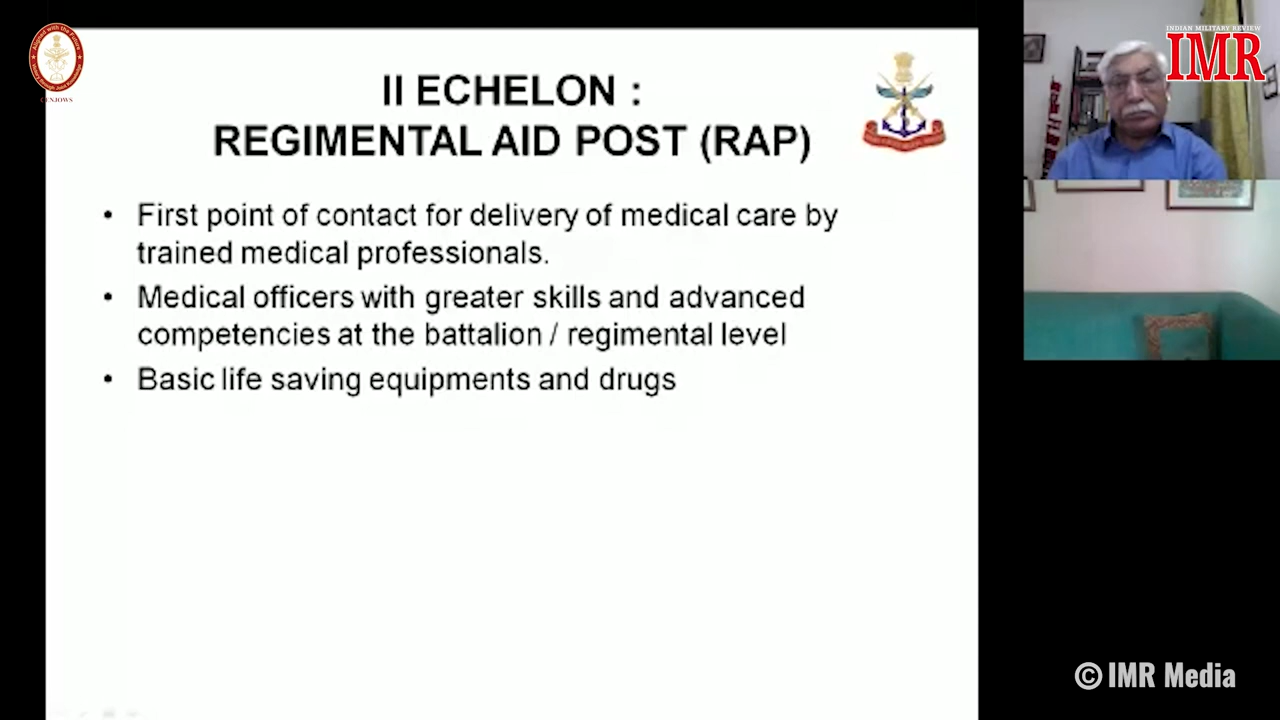 II ECHELON :
REGIMENTAL AID POST (RAP)
• First point of contact for delivery of medical care by
trained medical professionals.
• Medical officers with greater skills and advanced
competencies at the battalion / regimental level
• Basic life saving equipments and drugs
CENJOWS
INDIAN MILITARY REVIEW
IMR
© IMR Media